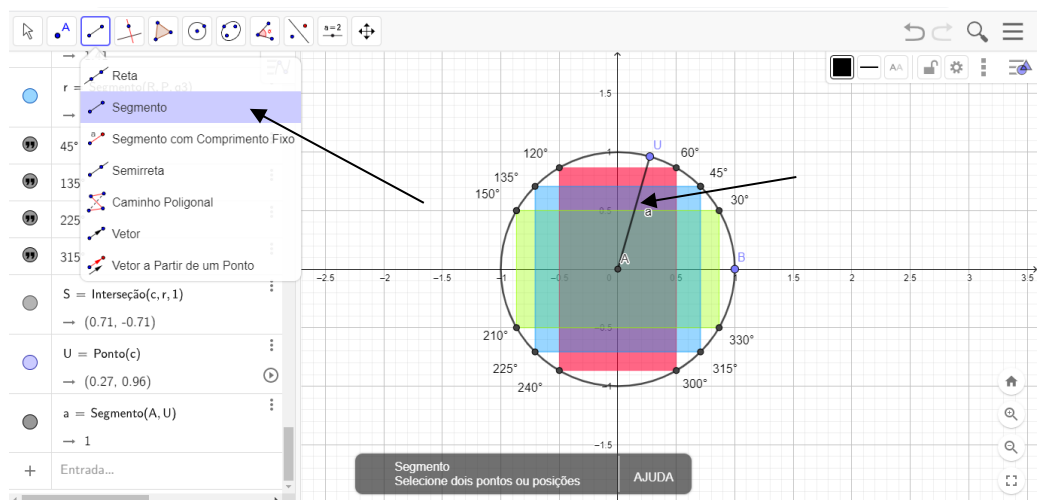 A
a=2
Reta
r = Segmento(R, P, q3)
Segmento
Segmento com Comprimento Fixo
Semirreta
Caminho Poligonal
Vetor
Vetor a Partir de um Ponto
45°
135
225
315
S = Interseção(c, r, 1)
→ (0.71, -0.71)
U = Ponto(c)
→ (0.27, 0.96)
a = Segmento(A, U)
→ 1
+ Entrada...
AA
1.5
1
0.5
-0.5
-1
-1.5
-2.5 -2 -1.5 -1 -0.5 0 0.5 1 1.5 2 2.5 3 3.5
U
120° 60°
135° 45°
150° 30°
a
A B
210° 330°
225° 315°
240° 300°
Segmento
Selecione dois pontos ou posições
AJUDA